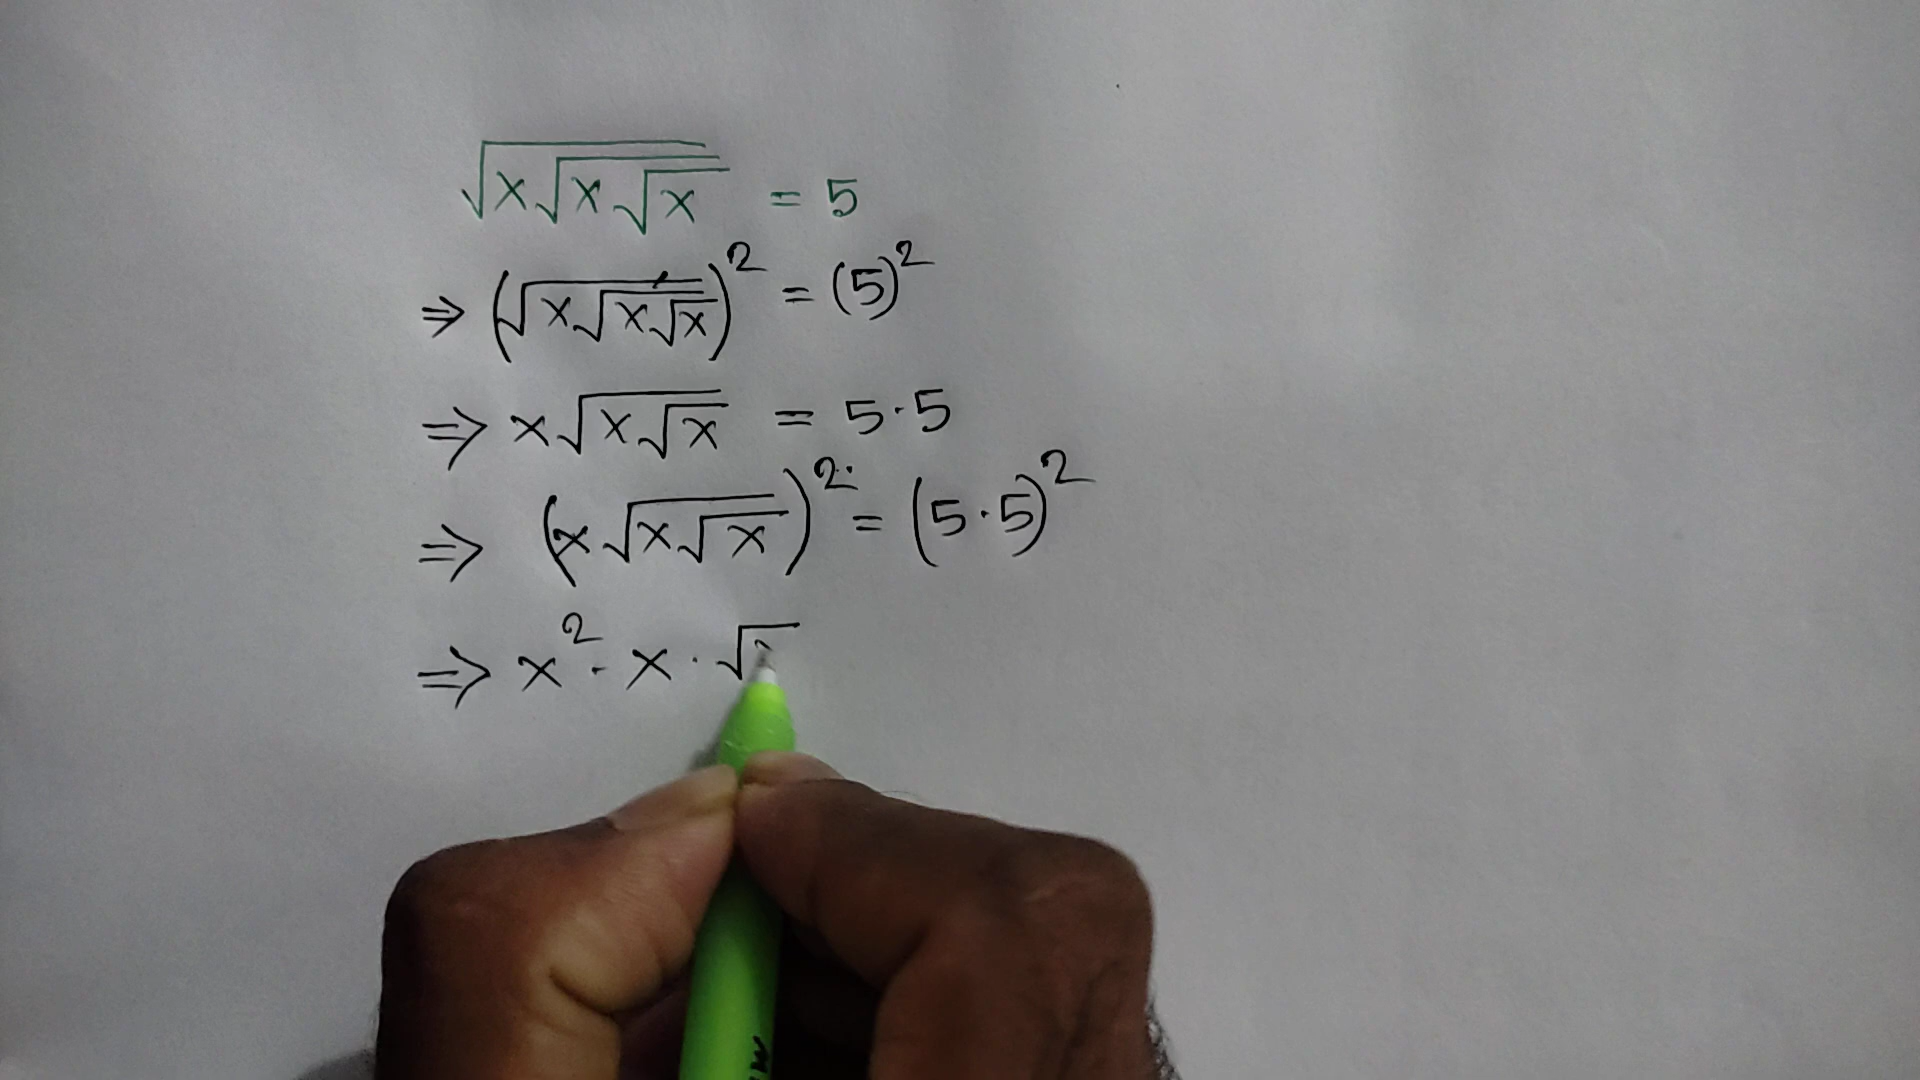 √(x√(x√x)) = 5
⇒ (√(x√(x√x)))² = (5)²
⇒ x√(x√x) = 5·5
⇒ (x√(x√x))² = (5·5)²
⇒ x² · x · √